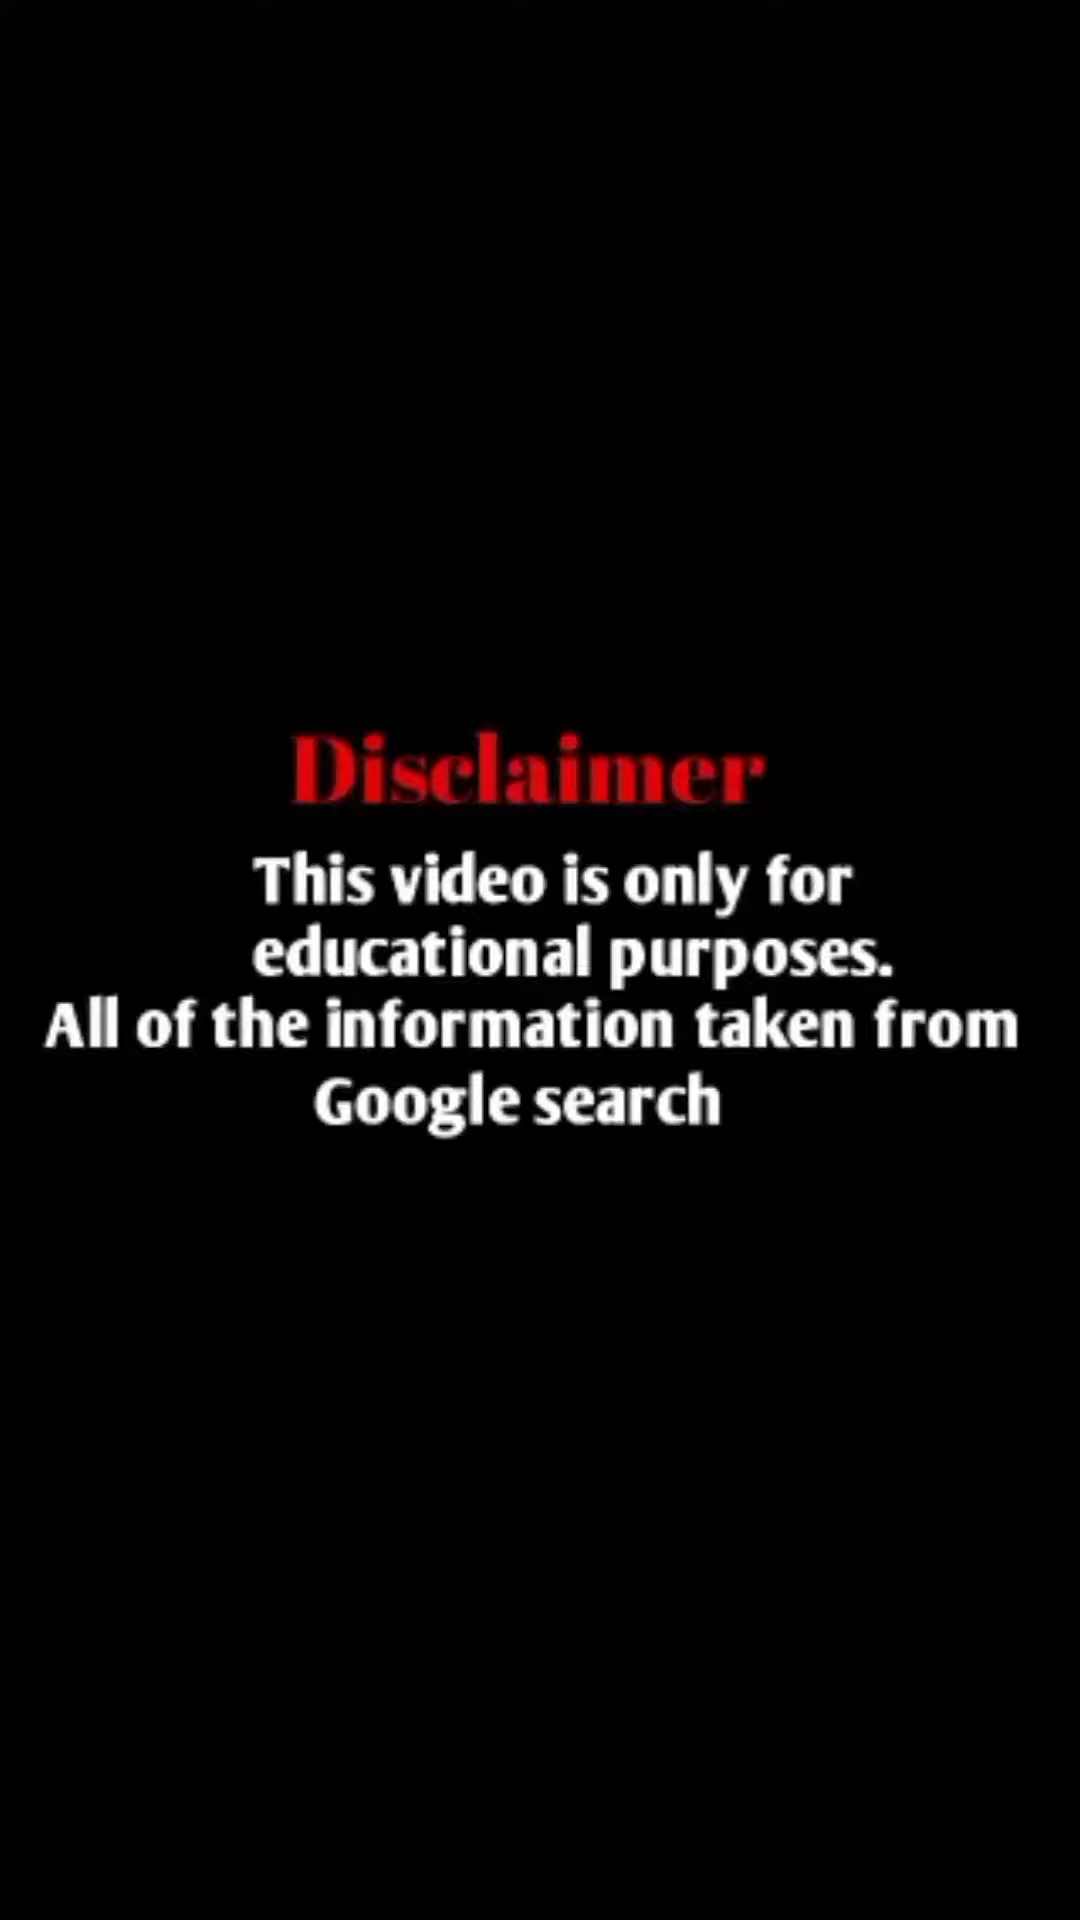 Disclaimer
This video is only for
educational purposes.
All of the information taken from
Google search